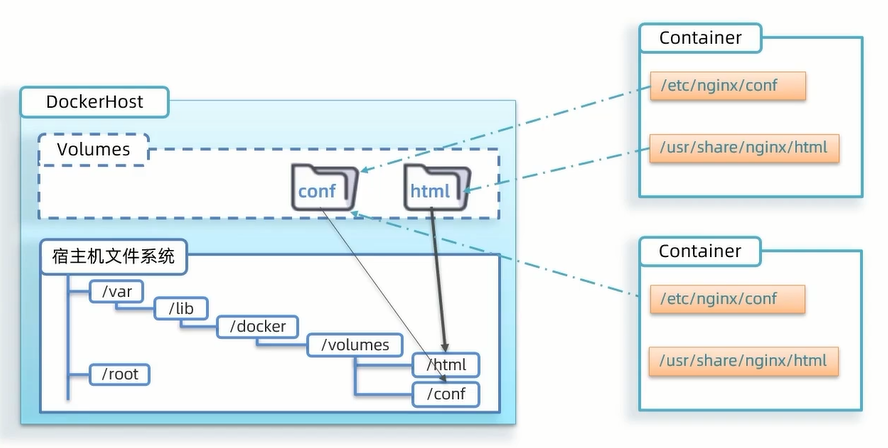 DockerHost
Volumes
conf
html
宿主机文件系统
/var
/lib
/docker
/volumes
/html
/root
/conf
Container
/etc/nginx/conf
/usr/share/nginx/html
Container
/etc/nginx/conf
/usr/share/nginx/html